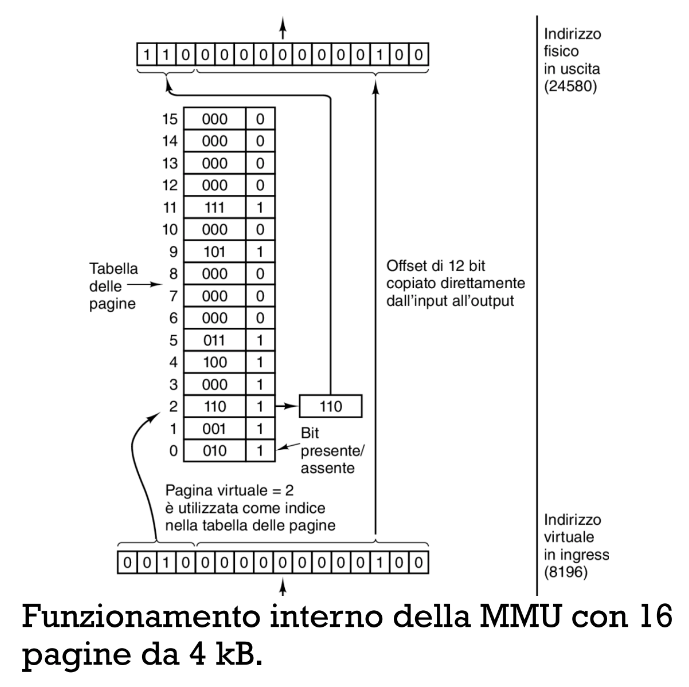 1 1 0 0 0 0 0 0 0 0 0 0 1 0 0
Indirizzo
fisico
in uscita
(24580)
15 000 0
14 000 0
13 000 0
12 000 0
11 111 1
10 000 0
9 101 1
8 000 0
7 000 0
6 000 0
5 011 1
4 100 1
3 000 1
2 110 1 110
1 001 1
0 010 1
Tabella
delle
pagine
Offset di 12 bit
copiato direttamente
dall'input all'output
Bit
presente/
assente
Pagina virtuale = 2
è utilizzata come indice
nella tabella delle pagine
Indirizzo
virtuale
in ingress
(8196)
0 0 1 0 0 0 0 0 0 0 0 0 0 1 0 0
Funzionamento interno della MMU con 16
pagine da 4 kB.